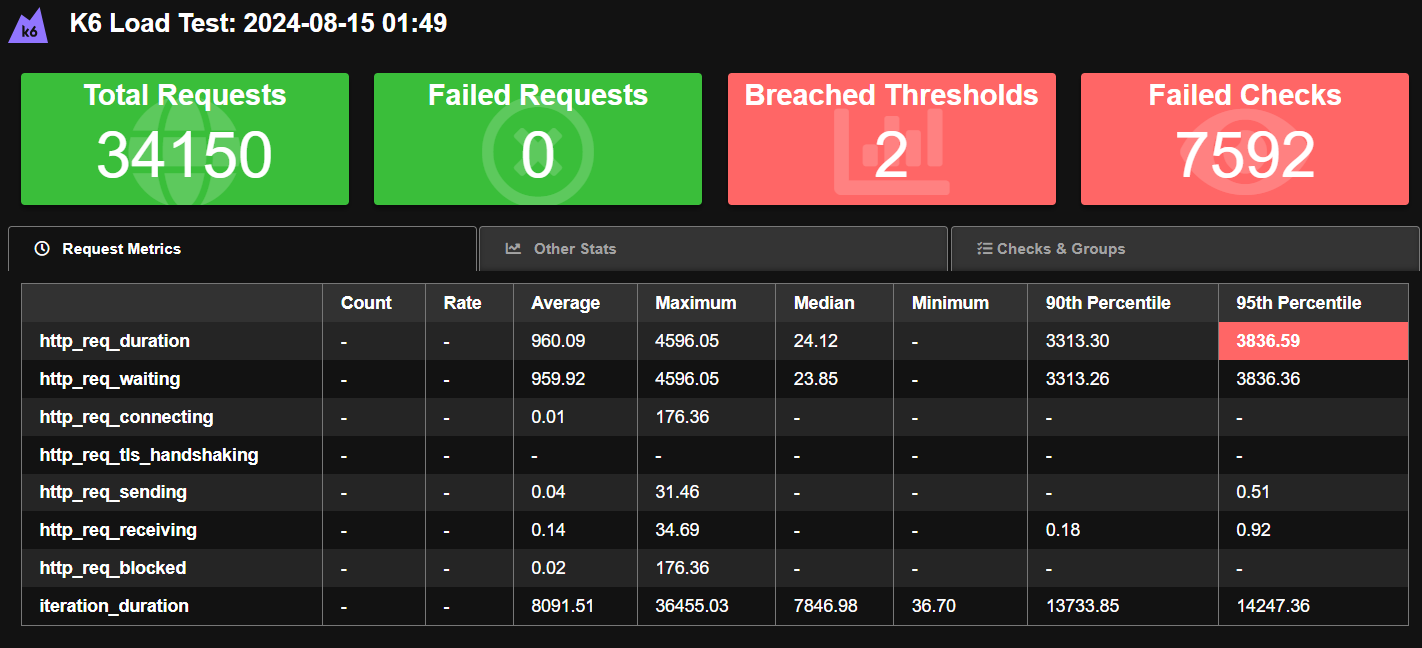 k6
K6 Load Test: 2024-08-15 01:49
Total Requests
34150
Failed Requests
0
Breached Thresholds
2
Failed Checks
7592
Request Metrics
Other Stats
Checks & Groups
Count Rate Average Maximum Median Minimum 90th Percentile 95th Percentile
http_req_duration - - 960.09 4596.05 24.12 - 3313.30 3836.59
http_req_waiting - - 959.92 4596.05 23.85 - 3313.26 3836.36
http_req_connecting - - 0.01 176.36 - - - -
http_req_tls_handshaking - - - - - - - -
http_req_sending - - 0.04 31.46 - - - 0.51
http_req_receiving - - 0.14 34.69 - - 0.18 0.92
http_req_blocked - - 0.02 176.36 - - - -
iteration_duration - - 8091.51 36455.03 7846.98 36.70 13733.85 14247.36